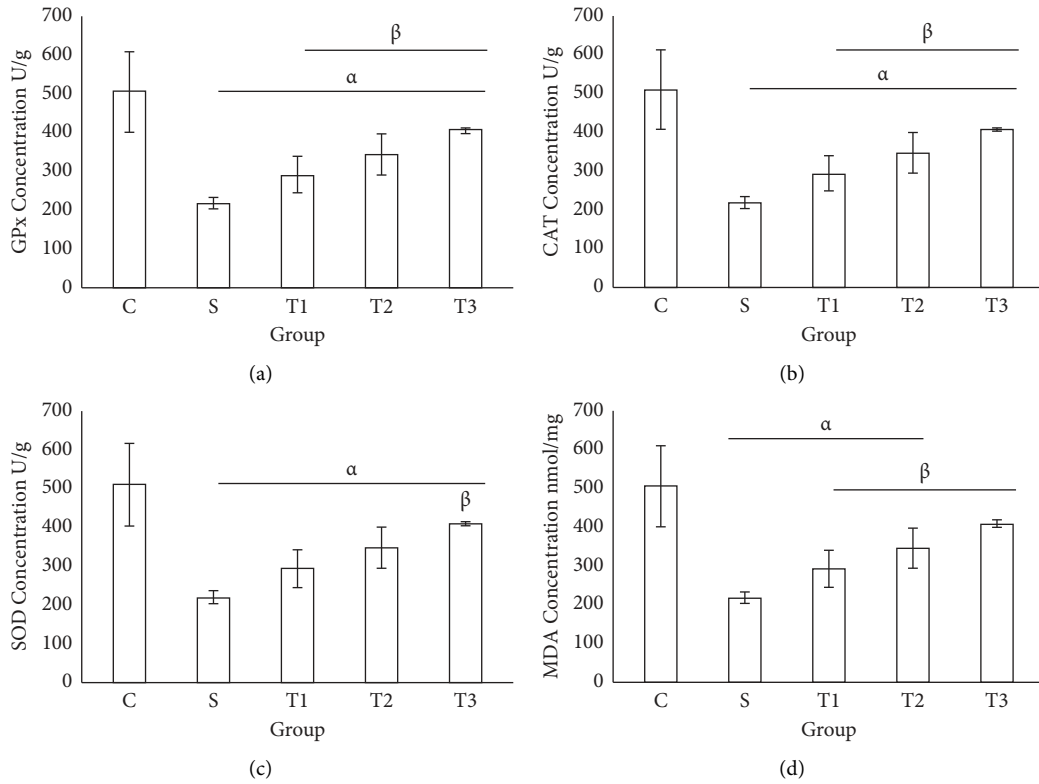 GPx Concentration U/g
700
600
500
400
300
200
100
0
β
α
C S T1 T2 T3
Group
(a)
CAT Concentration U/g
700
600
500
400
300
200
100
0
β
α
C S T1 T2 T3
Group
(b)
SOD Concentration U/g
700
600
500
400
300
200
100
0
α
β
C S T1 T2 T3
Group
(c)
MDA Concentration nmol/mg
700
600
500
400
300
200
100
0
α
β
C S T1 T2 T3
Group
(d)